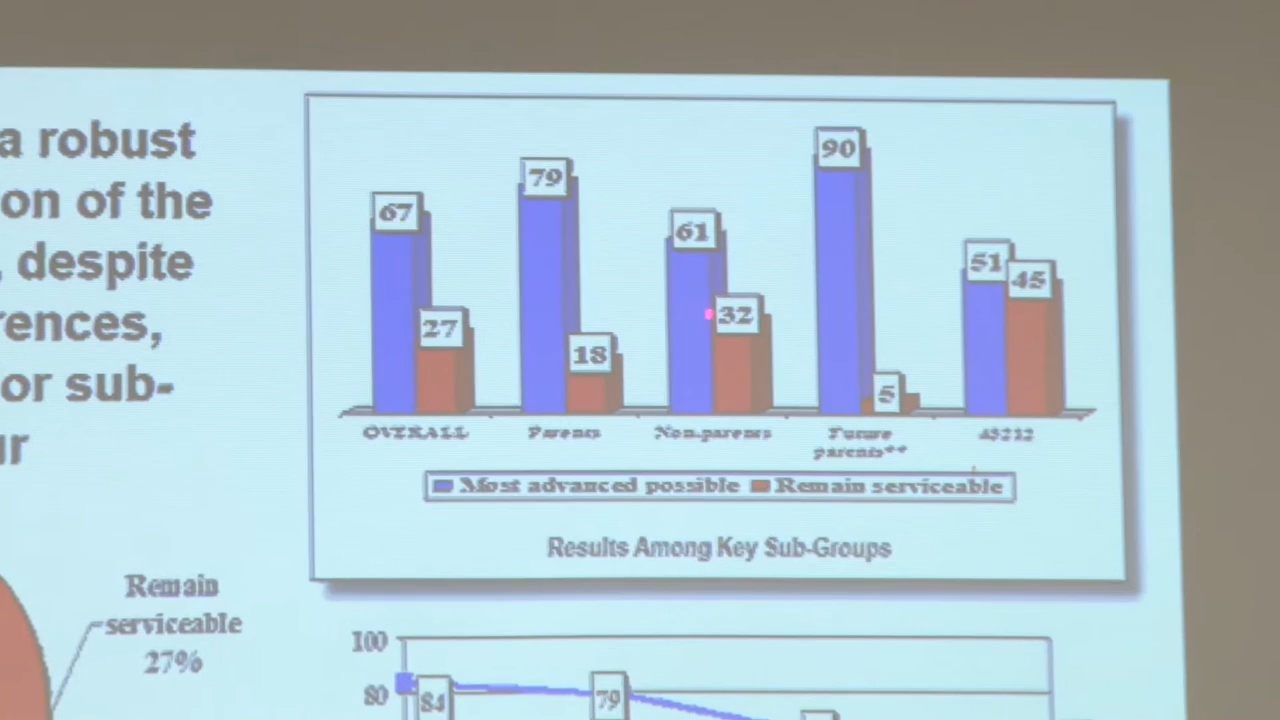 a robust
on of the
, despite
rences,
or sub-
ur
67
27
79
18
61
32
90
5
51
45
OVERALL
Parents
Non-parents
Future
parents**
43212
Most advanced possible
Remain serviceable
Results Among Key Sub-Groups
Remain
serviceable
27%
100
80
84
79